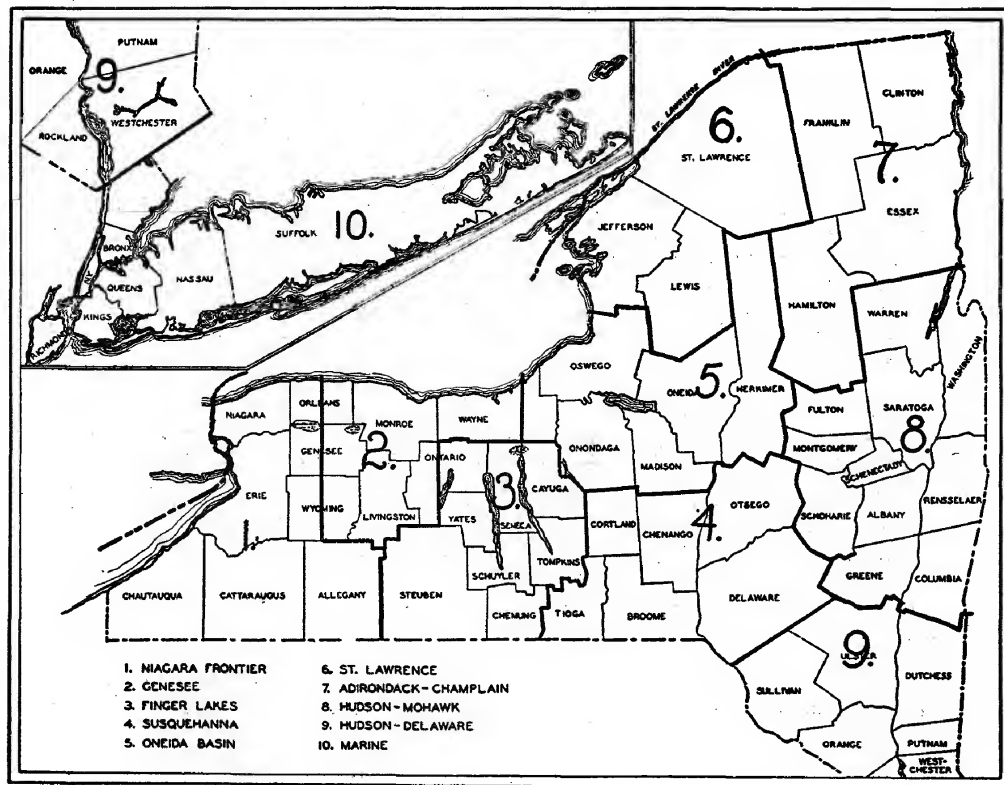 PUTNAM
ORANGE
9.
WESTCHESTER
ROCKLAND
BRONX
N.Y.
QUEENS
NASSAU
KINGS
RICHMOND
SUFFOLK
10.
ST. LAWRENCE RIVER
6.
ST. LAWRENCE
FRANKLIN
CLINTON
7.
ESSEX
JEFFERSON
LEWIS
HAMILTON
WARREN
WASHINGTON
OSWEGO
ONEIDA
5.
HERKIMER
FULTON
SARATOGA
8.
MONTGOMERY
SCHENECTADY
RENSSELAER
NIAGARA
ORLEANS
MONROE
WAYNE
GENESEE
2.
ONTARIO
ONONDAGA
MADISON
ERIE
WYOMING
LIVINGSTON
YATES
3.
SENECA
CAYUGA
CORTLAND
CHENANGO
4.
OTSEGO
SCHOHARIE
ALBANY
SCHUYLER
TOMPKINS
GREENE
COLUMBIA
CHAUTAUQUA
CATTARAUGUS
ALLEGANY
STEUBEN
CHEMUNG
TIOGA
BROOME
DELAWARE
ULSTER
9.
SULLIVAN
DUTCHESS
ORANGE
PUTNAM
WEST-
CHESTER
1. NIAGARA FRONTIER
2. GENESEE
3. FINGER LAKES
4. SUSQUEHANNA
5. ONEIDA BASIN
6. ST. LAWRENCE
7. ADIRONDACK-CHAMPLAIN
8. HUDSON-MOHAWK
9. HUDSON-DELAWARE
10. MARINE